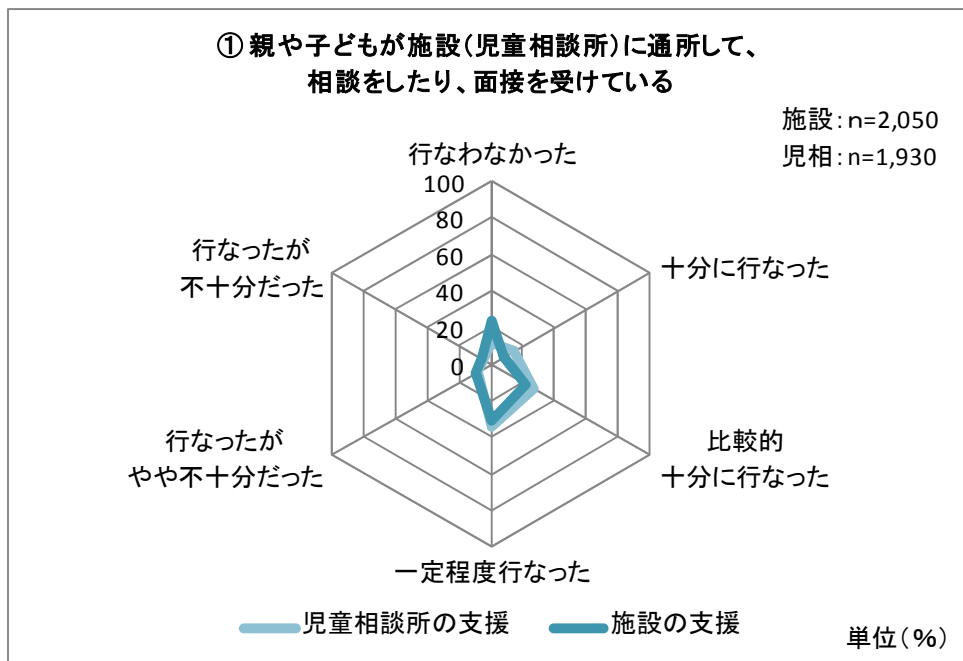 ① 親や子どもが施設(児童相談所)に通所して、
相談をしたり、面接を受けている
施設:n=2,050
児相:n=1,930
行なわなかった
100
80
60
40
20
0
十分に行なった
比較的
十分に行なった
一定程度行なった
行なったが
やや不十分だった
行なったが
不十分だった
児童相談所の支援
施設の支援
単位(%)